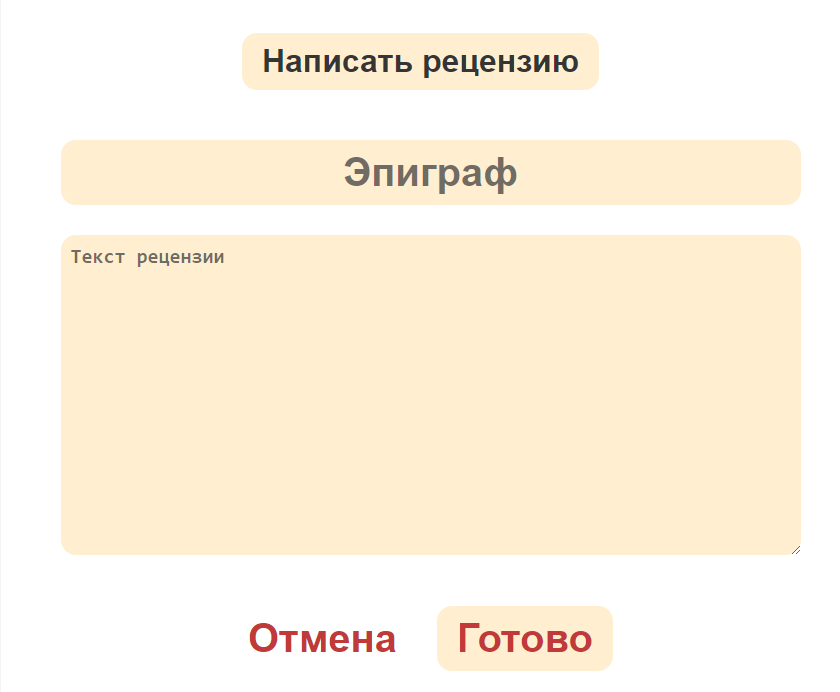 Написать рецензию
Эпиграф
Текст рецензии
Отмена Готово